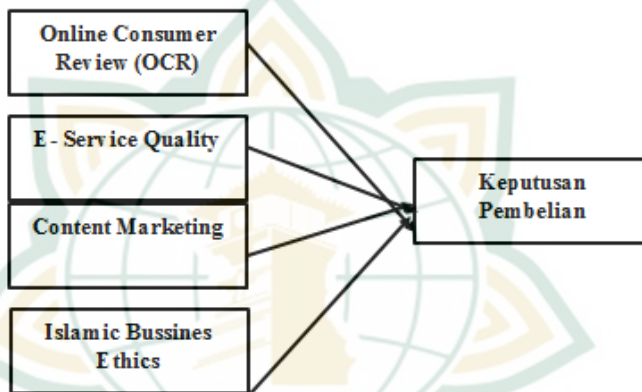 Online Consumer
Review (OCR)
E - Service Quality
Content Marketing
Islamic Bussines
Ethics
Keputusan
Pembelian